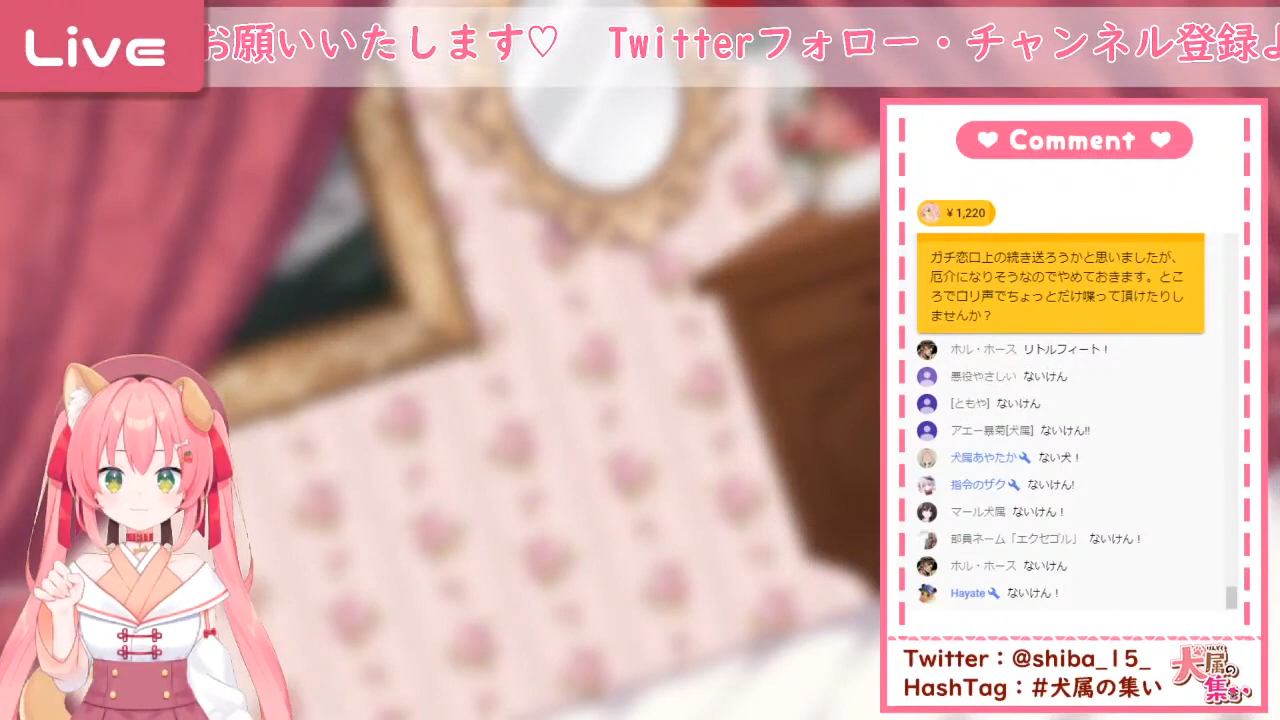 Live
お願いいたします♡ Twitterフォロー・チャンネル登録よ
♥ Comment ♥
¥1,220
ガチ恋口上の続き送ろうかと思いましたが、
厄介になりそうなのでやめておきます。とこ
ろでロリ声でちょっとだけ喋って頂けたりし
ませんか？
ホル・ホース リトルフィート！
悪役やさしい ないけん
[ともや] ないけん
アエー暴菊[犬属] ないけん!!
犬属あやたか ない犬！
指令のザク ないけん!
マール犬属 ないけん！
部員ネーム「エクセゴル」 ないけん！
ホル・ホース ないけん
Hayate ないけん！
Twitter：@shiba_15_
HashTag：#犬属の集い
犬属の集い